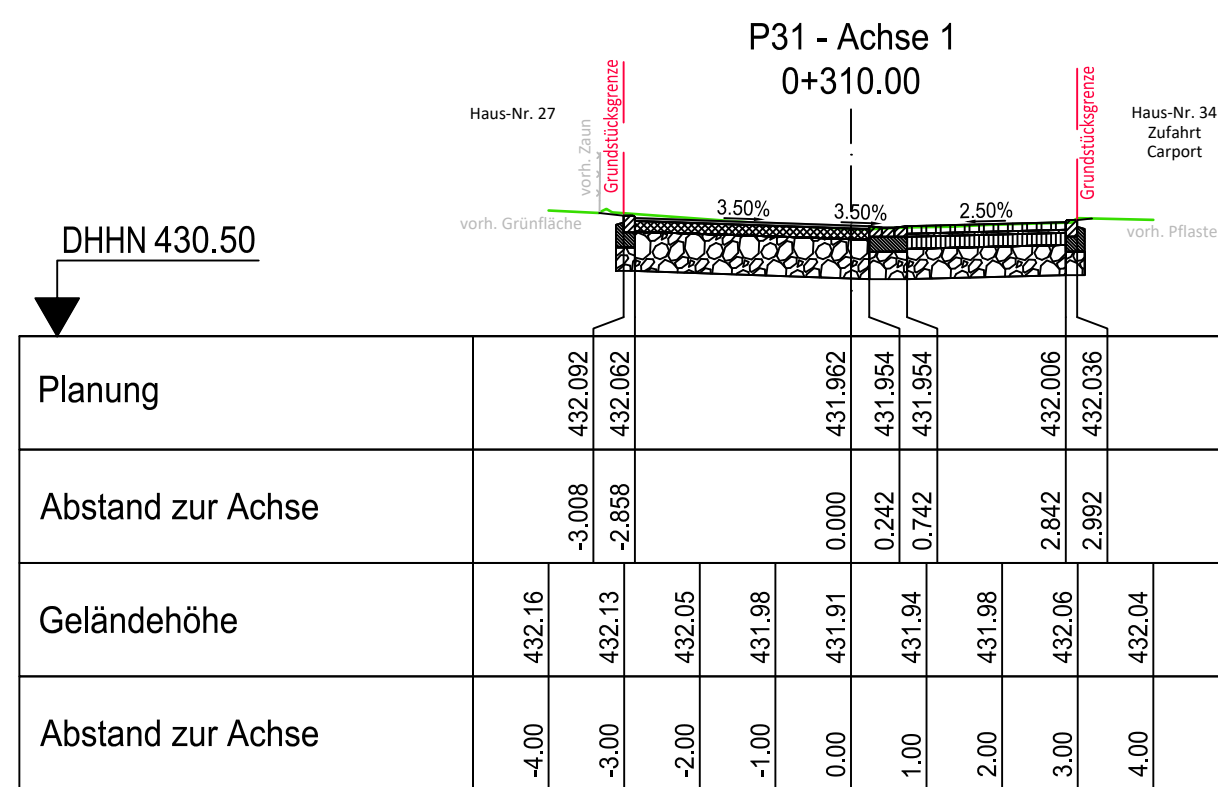 P31 - Achse 1
0+310.00
Haus-Nr. 27
vorh. Zaun
Grundstücksgrenze
Grundstücksgrenze
Haus-Nr. 34
Zufahrt
Carport
3.50%
3.50%
2.50%
vorh. Grünfläche
vorh. Pflaste
DHHN 430.50
Planung 432.092 432.062 431.962 431.954 431.954 432.006 432.036
Abstand zur Achse -3.008 -2.858 0.000 0.242 0.742 2.842 2.992
Geländehöhe 432.16 432.13 432.05 431.98 431.91 431.94 431.98 432.06 432.04
Abstand zur Achse -4.00 -3.00 -2.00 -1.00 0.00 1.00 2.00 3.00 4.00